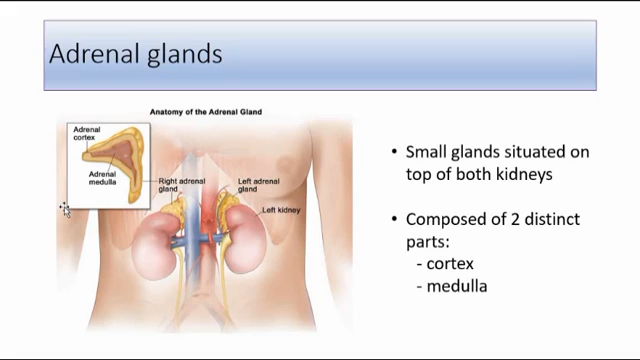 Adrenal glands
Anatomy of the Adrenal Gland
Adrenal
cortex
Adrenal
medulla
Right adrenal
gland
Left adrenal
gland
Left kidney
• Small glands situated on
top of both kidneys
• Composed of 2 distinct
parts:
- cortex
- medulla